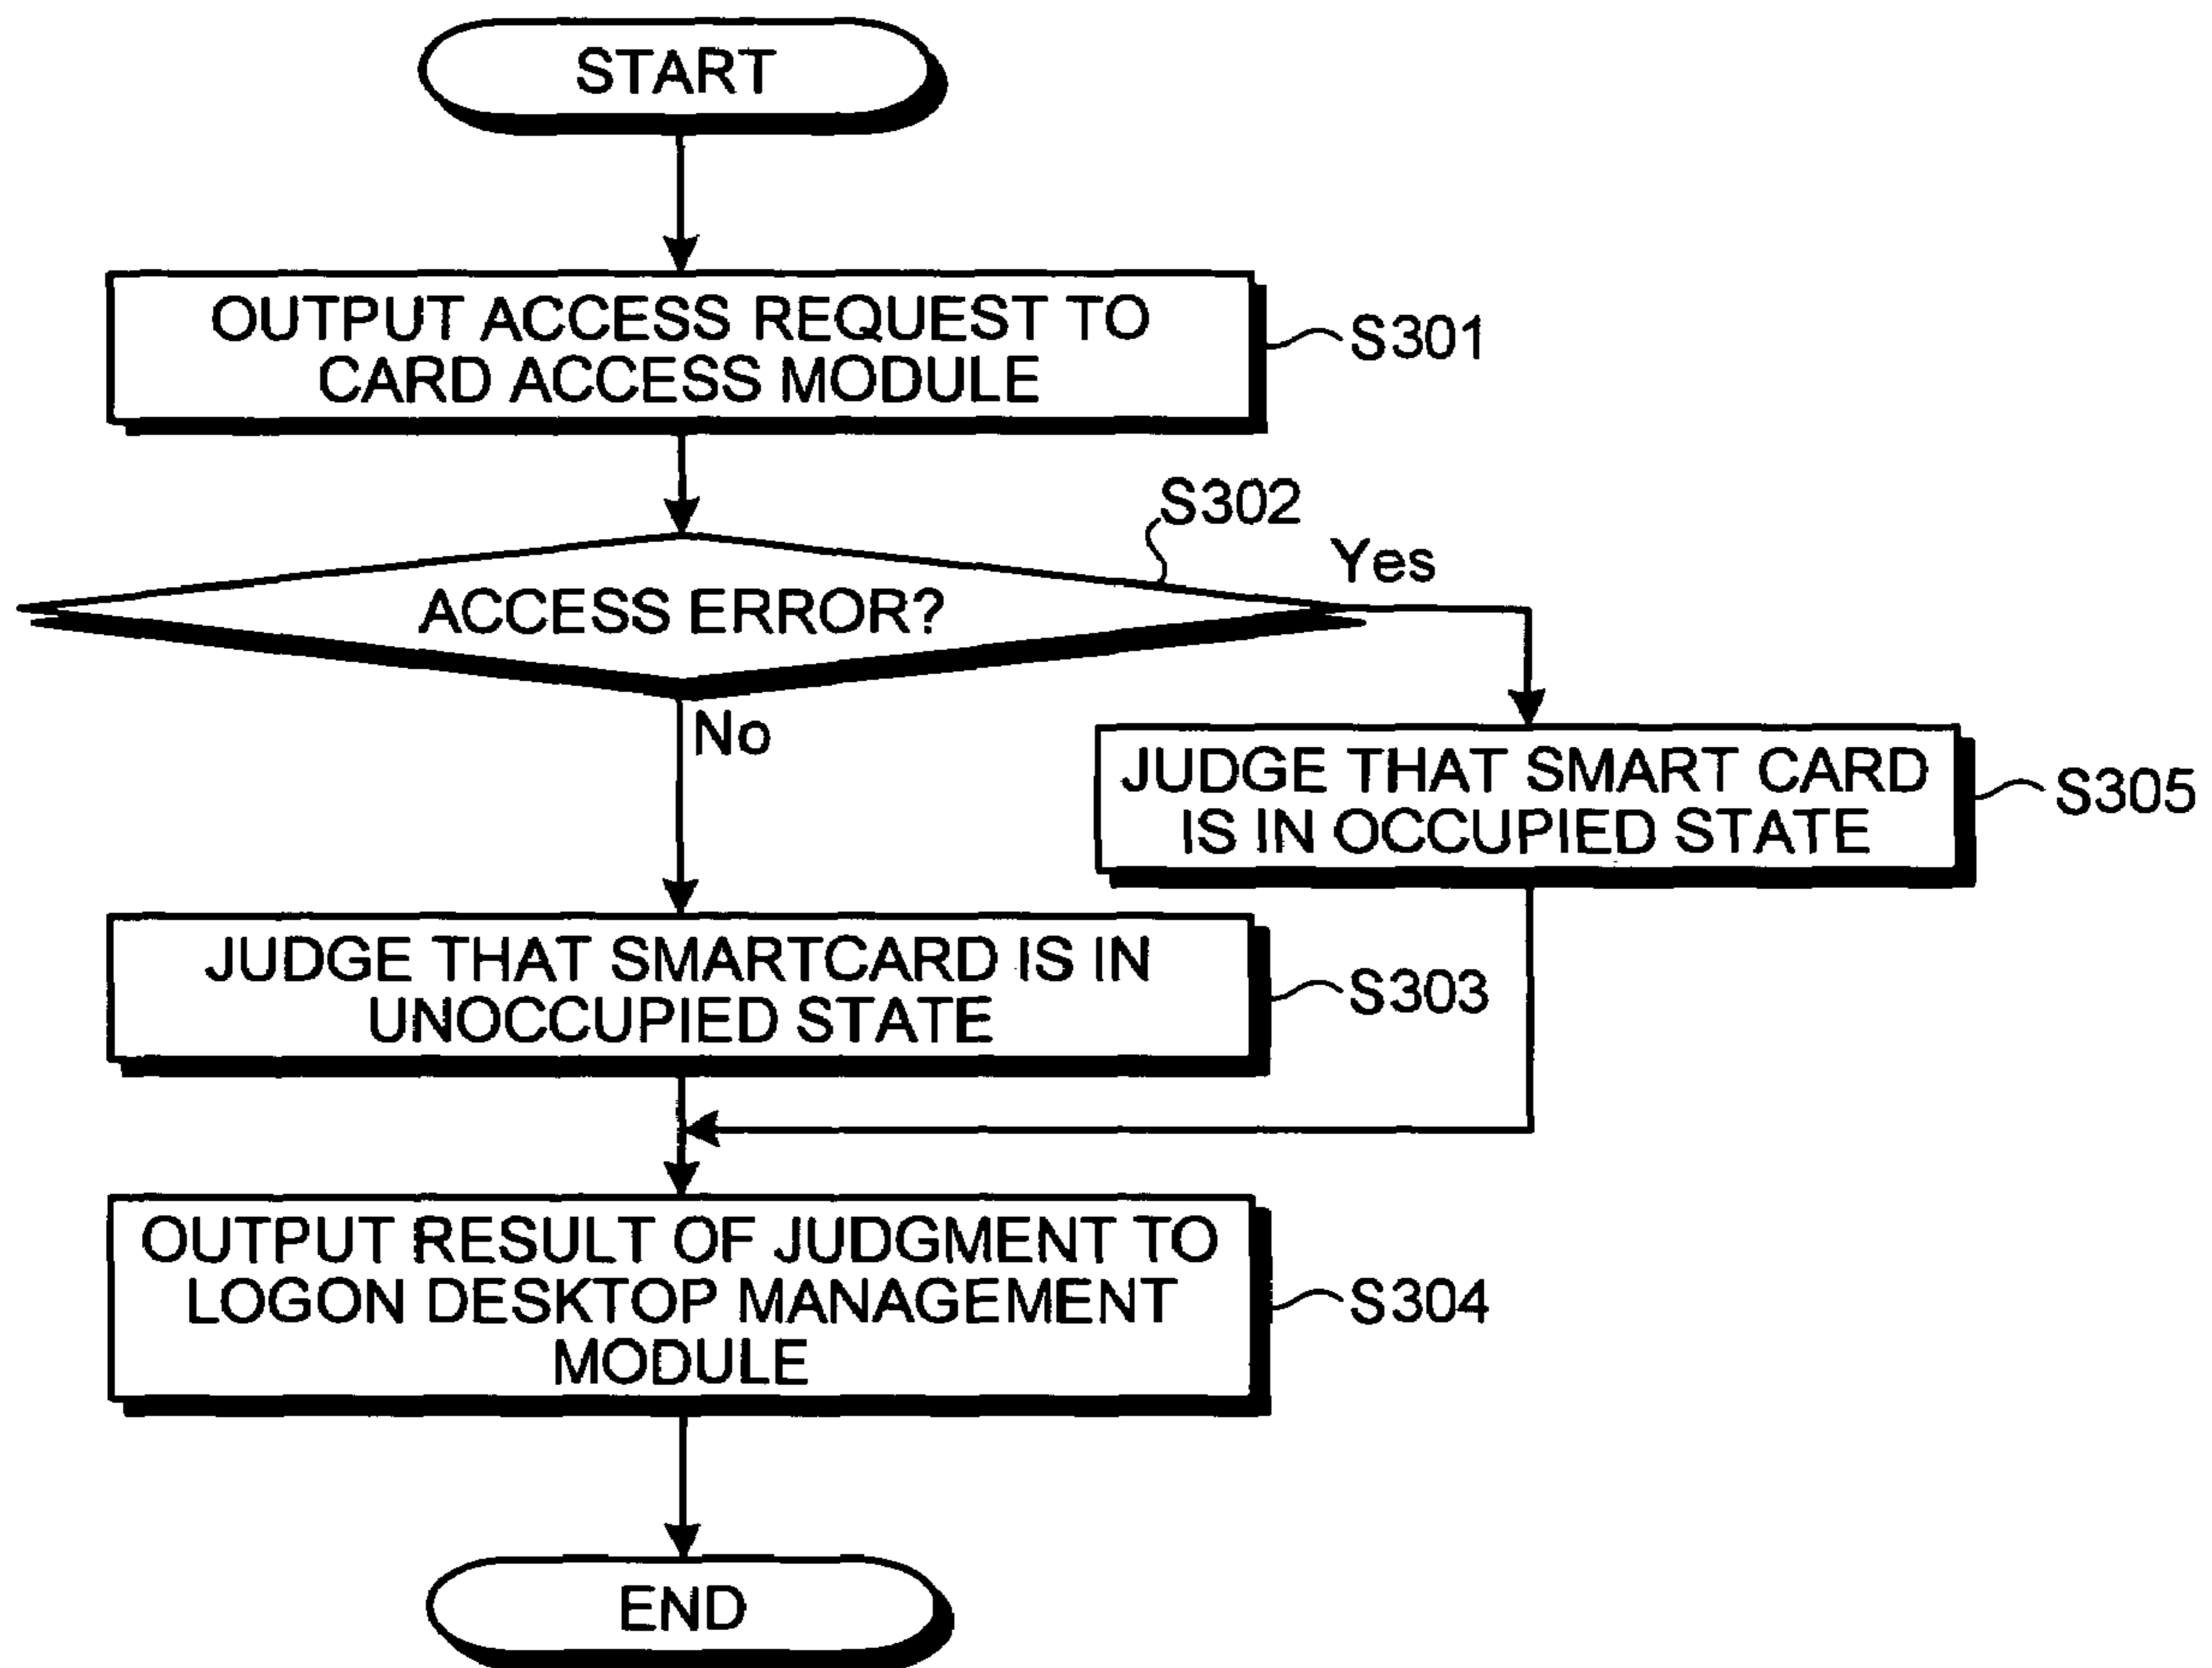 START
OUTPUT ACCESS REQUEST TO
CARD ACCESS MODULE
S301
S302
ACCESS ERROR?
Yes
No
JUDGE THAT SMART CARD
IS IN OCCUPIED STATE
S305
JUDGE THAT SMARTCARD IS IN
UNOCCUPIED STATE
S303
OUTPUT RESULT OF JUDGMENT TO
LOGON DESKTOP MANAGEMENT
MODULE
S304
END